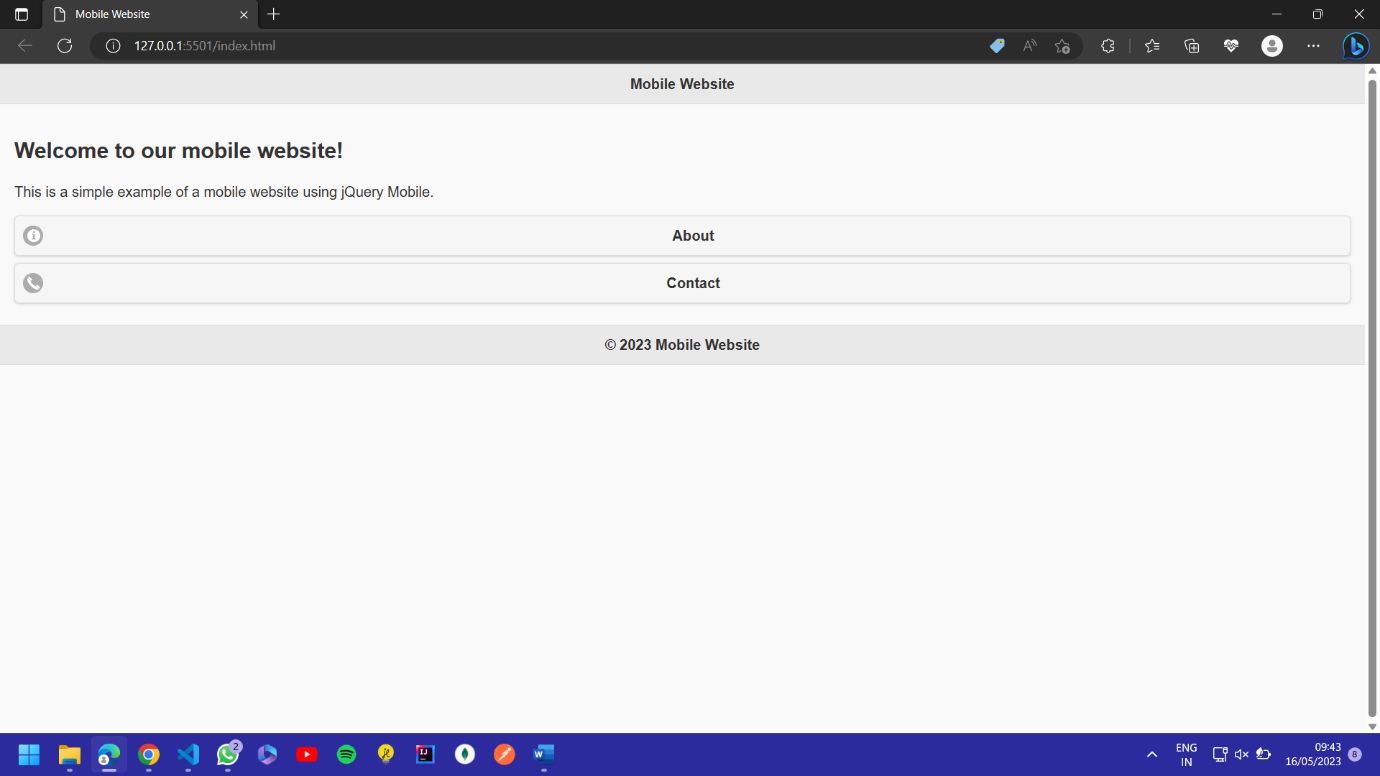 Mobile Website
127.0.0.1:5501/index.html
Mobile Website
Welcome to our mobile website!
This is a simple example of a mobile website using jQuery Mobile.
About
Contact
© 2023 Mobile Website
2
ENG
IN
09:43
16/05/2023
8